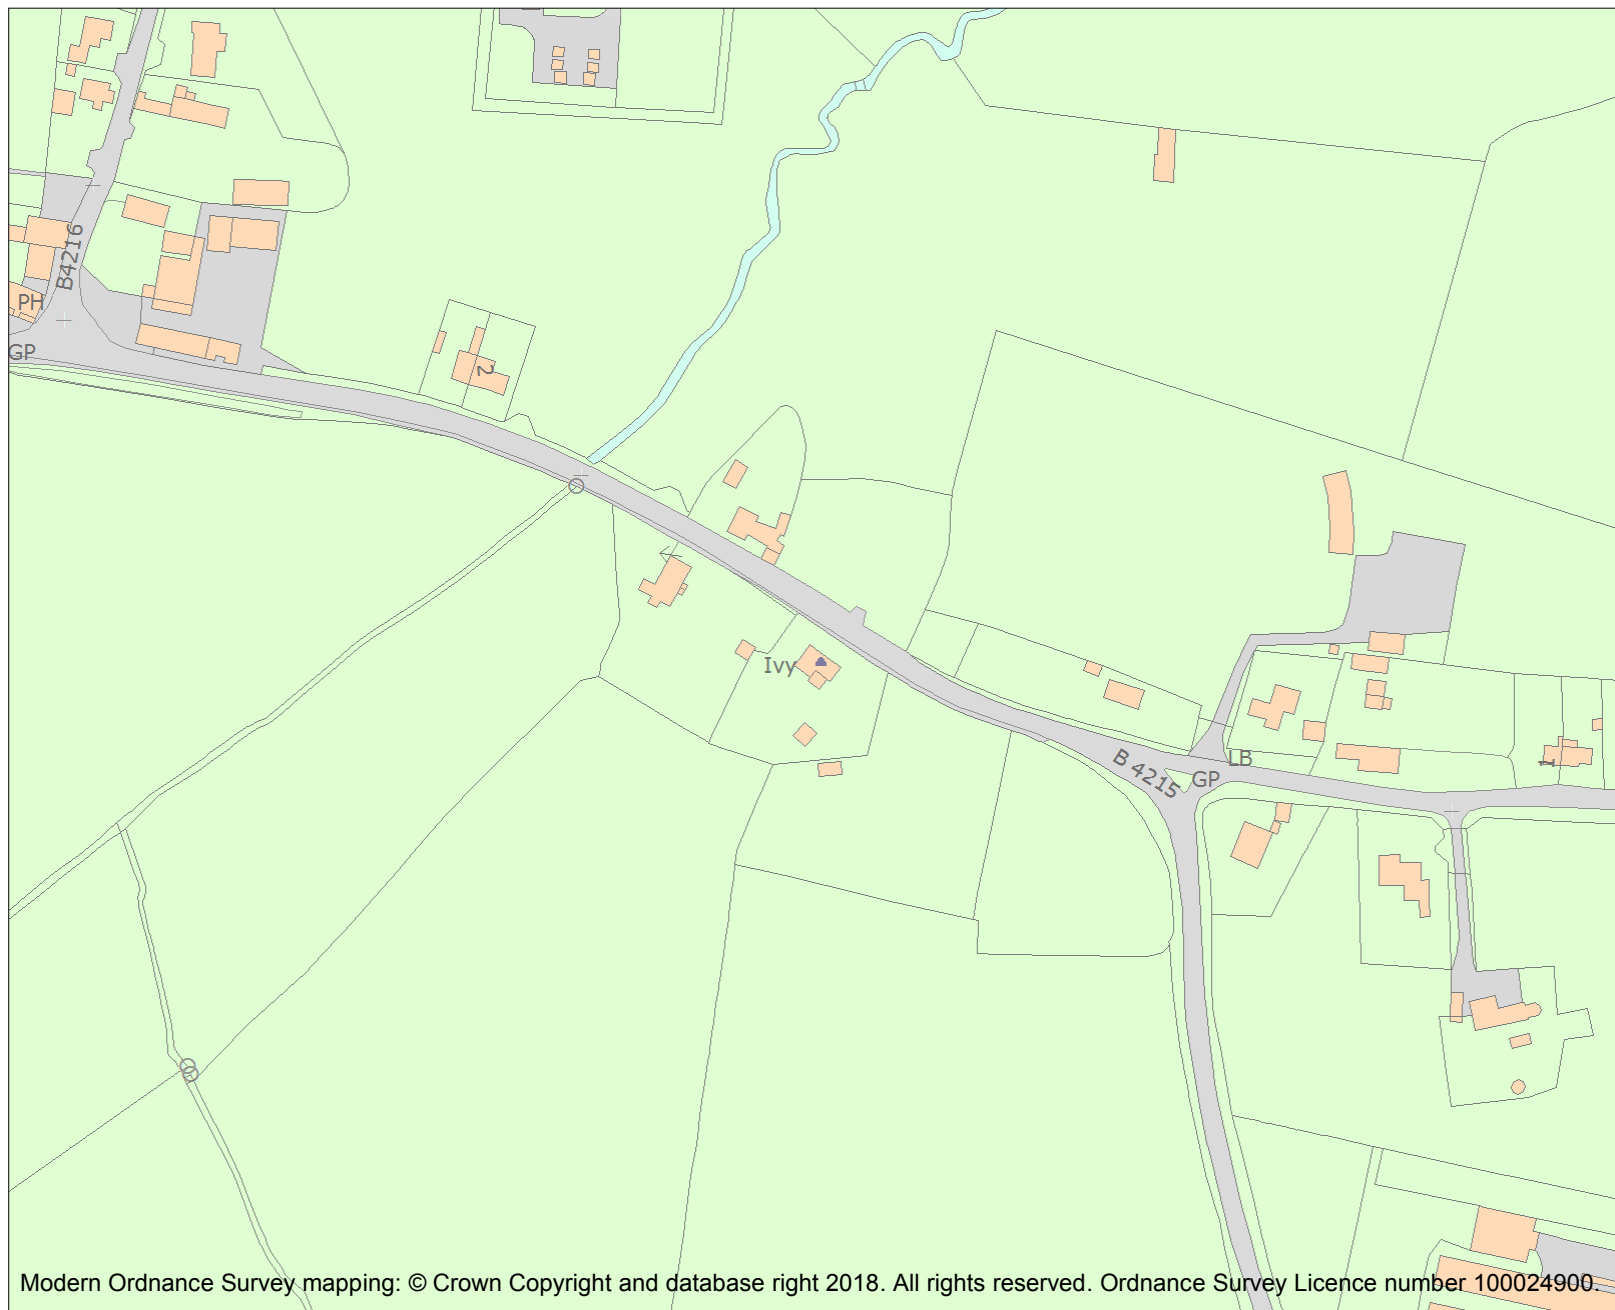 B4216
PH
GP
2
Ivy
B 4215
LB
GP
1
Modern Ordnance Survey mapping: © Crown Copyright and database right 2018. All rights reserved. Ordnance Survey Licence number 100024900.